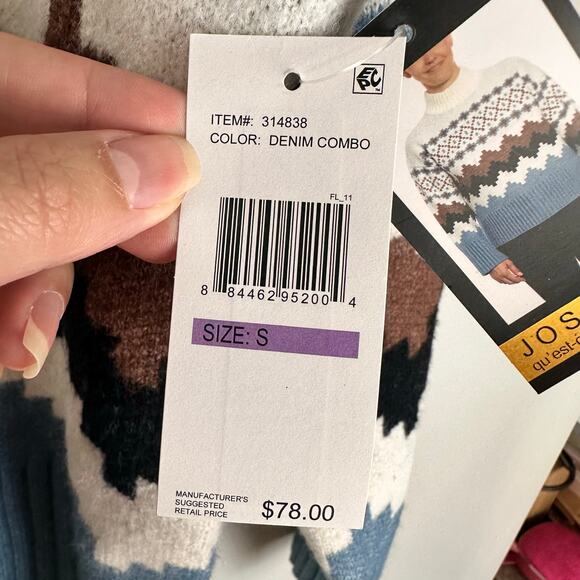 EPC
ITEM#: 314838
COLOR: DENIM COMBO
FL_11
8 84462 95200 4
SIZE: S
MANUFACTURER'S
SUGGESTED
RETAIL PRICE
$78.00
JOS
qu'est-c